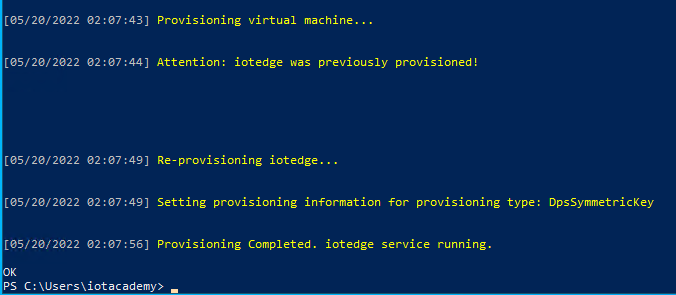 [05/20/2022 02:07:43] Provisioning virtual machine...
[05/20/2022 02:07:44] Attention: iotedge was previously provisioned!
[05/20/2022 02:07:49] Re-provisioning iotedge...
[05/20/2022 02:07:49] Setting provisioning information for provisioning type: DpsSymmetricKey
[05/20/2022 02:07:56] Provisioning Completed. iotedge service running.
OK
PS C:\Users\iotacademy>